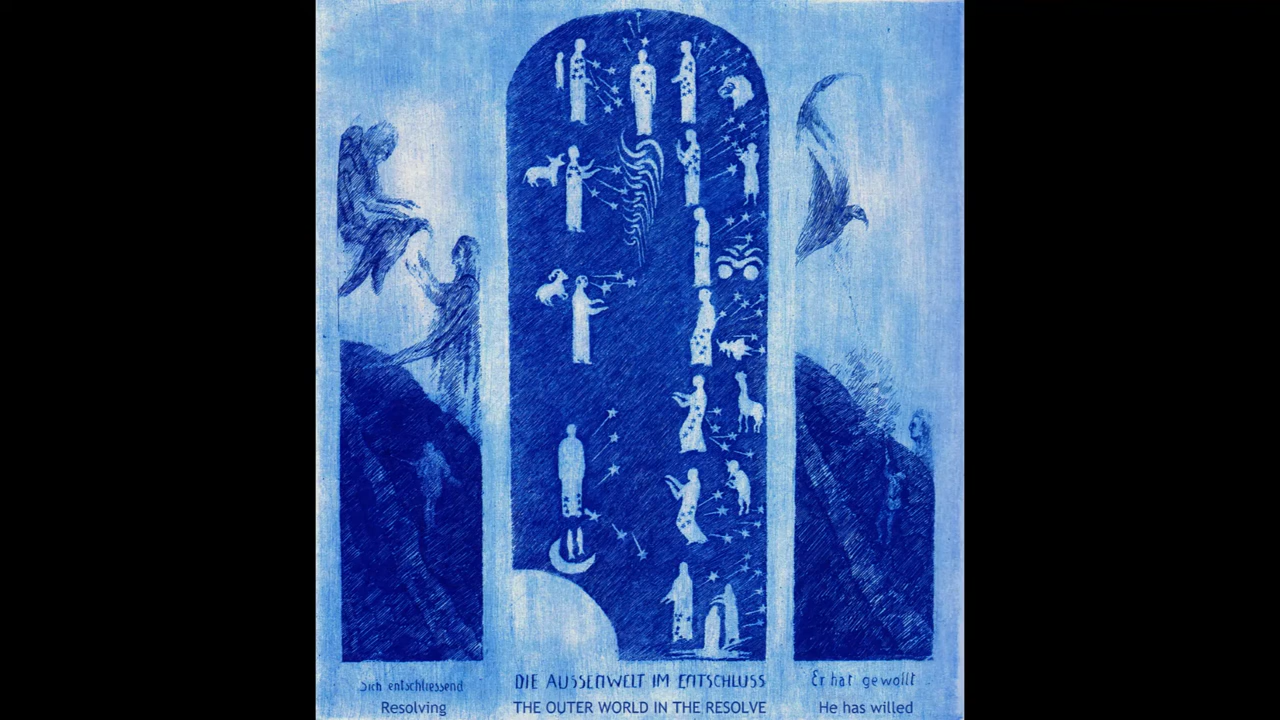 Sich entschliessend
Resolving
DIE AUSSENWELT IM ENTSCHLUSS
THE OUTER WORLD IN THE RESOLVE
Er hat gewollt
He has willed